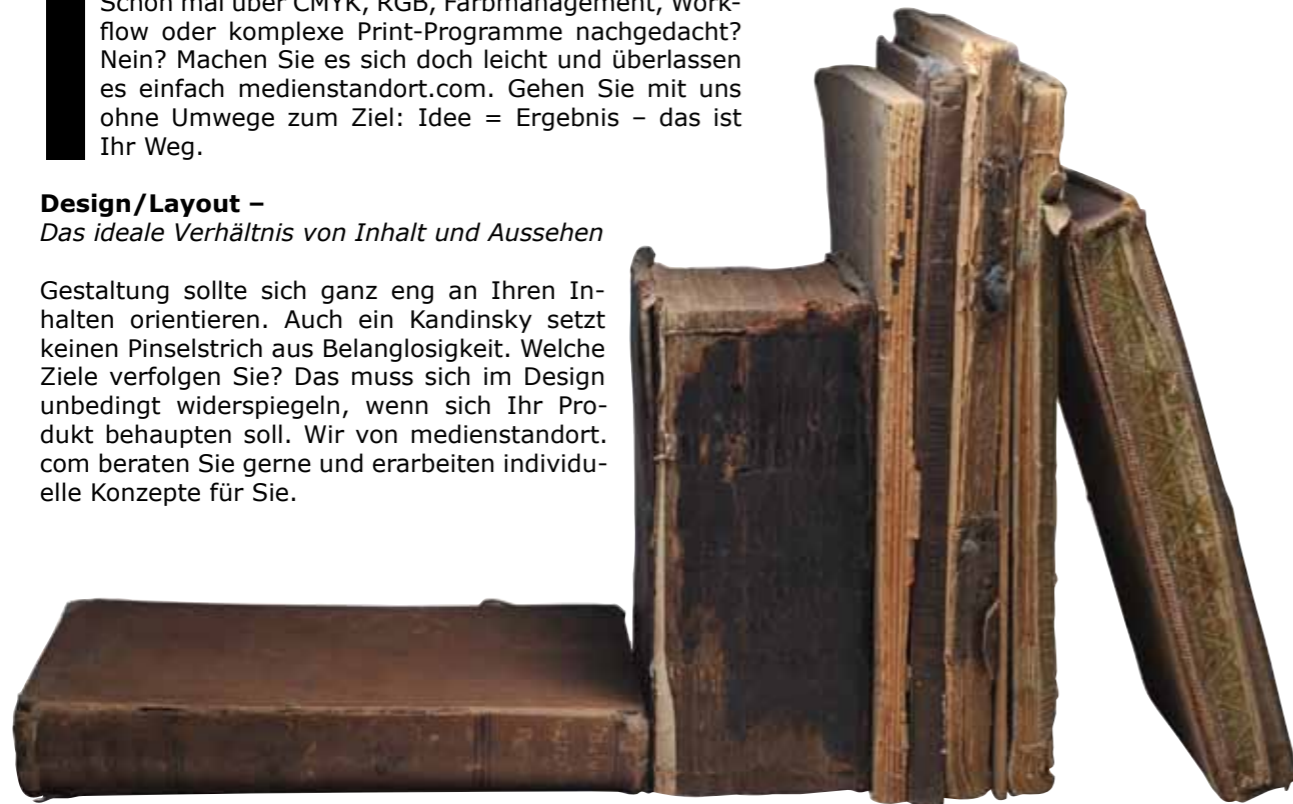 Schon mal über CMYK, RGB, Farbmanagement, Work-
flow oder komplexe Print-Programme nachgedacht?
Nein? Machen Sie es sich doch leicht und überlassen
es einfach medienstandort.com. Gehen Sie mit uns
ohne Umwege zum Ziel: Idee = Ergebnis – das ist
Ihr Weg.
Design/Layout –
Das ideale Verhältnis von Inhalt und Aussehen
Gestaltung sollte sich ganz eng an Ihren In-
halten orientieren. Auch ein Kandinsky setzt
keinen Pinselstrich aus Belanglosigkeit. Welche
Ziele verfolgen Sie? Das muss sich im Design
unbedingt widerspiegeln, wenn sich Ihr Pro-
dukt behaupten soll. Wir von medienstandort.
com beraten Sie gerne und erarbeiten individu-
elle Konzepte für Sie.